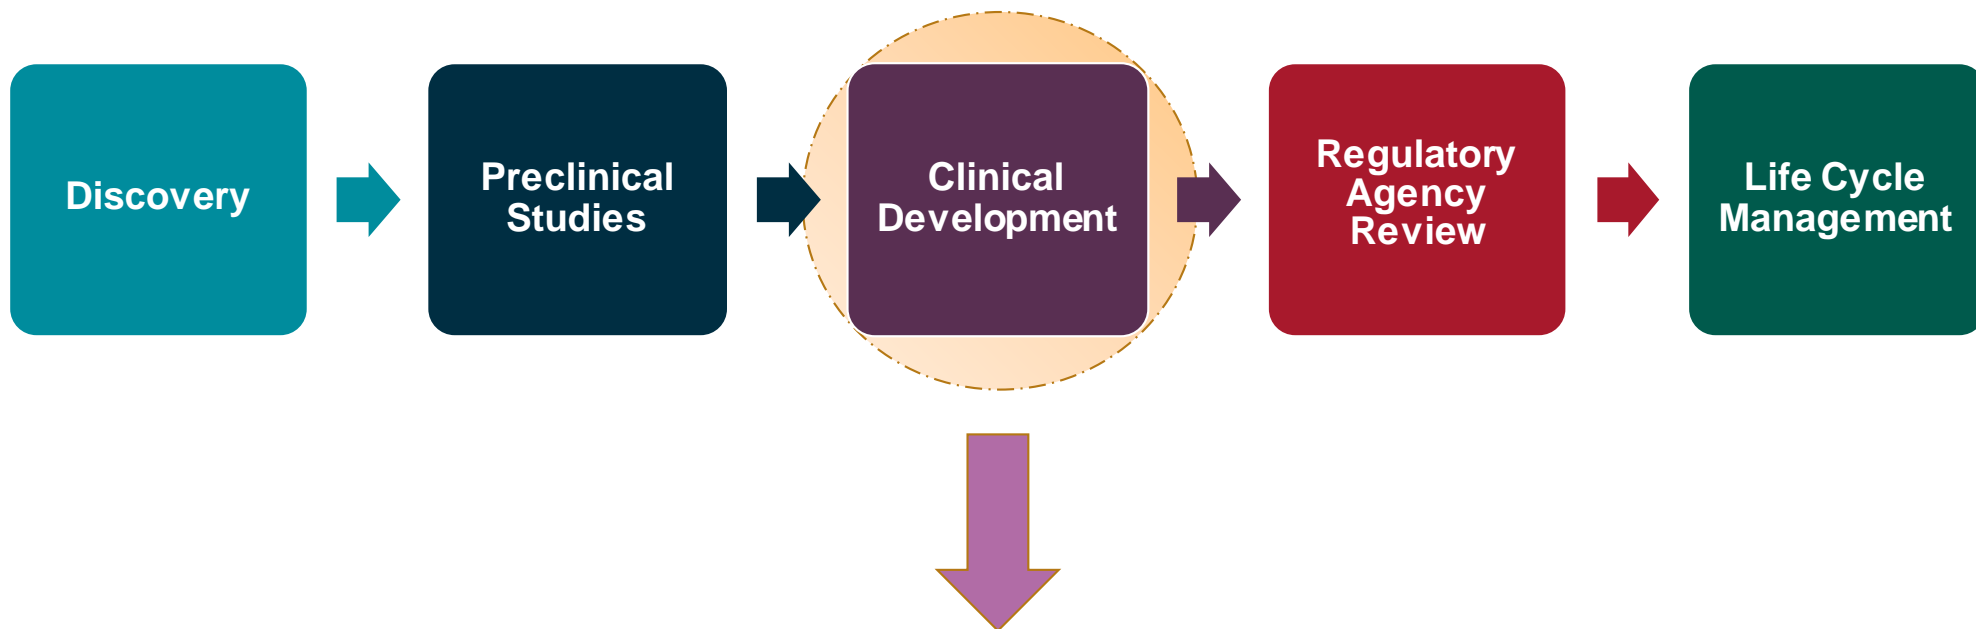 Discovery
Preclinical
Studies
Clinical
Development
Regulatory
Agency
Review
Life Cycle
Management